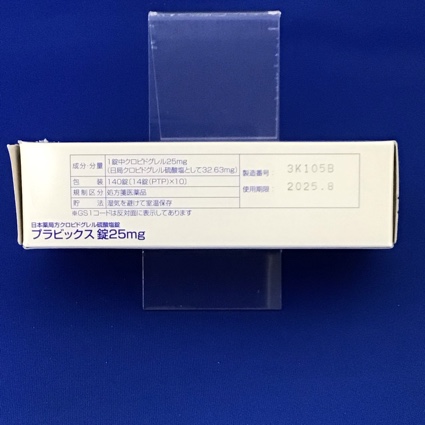 成分・分量 1錠中クロピドグレル25mg
(日局クロピドグレル硫酸塩として32.63mg)
包装 140錠[14錠(PTP)×10]
規制区分 処方箋医薬品
貯法 湿気を避けて室温保存
※GS1コードは反対面に表示してあります
製造番号 3K105B
使用期限 2025.8
日本薬局方クロピドグレル硫酸塩錠
プラビックス 錠25mg